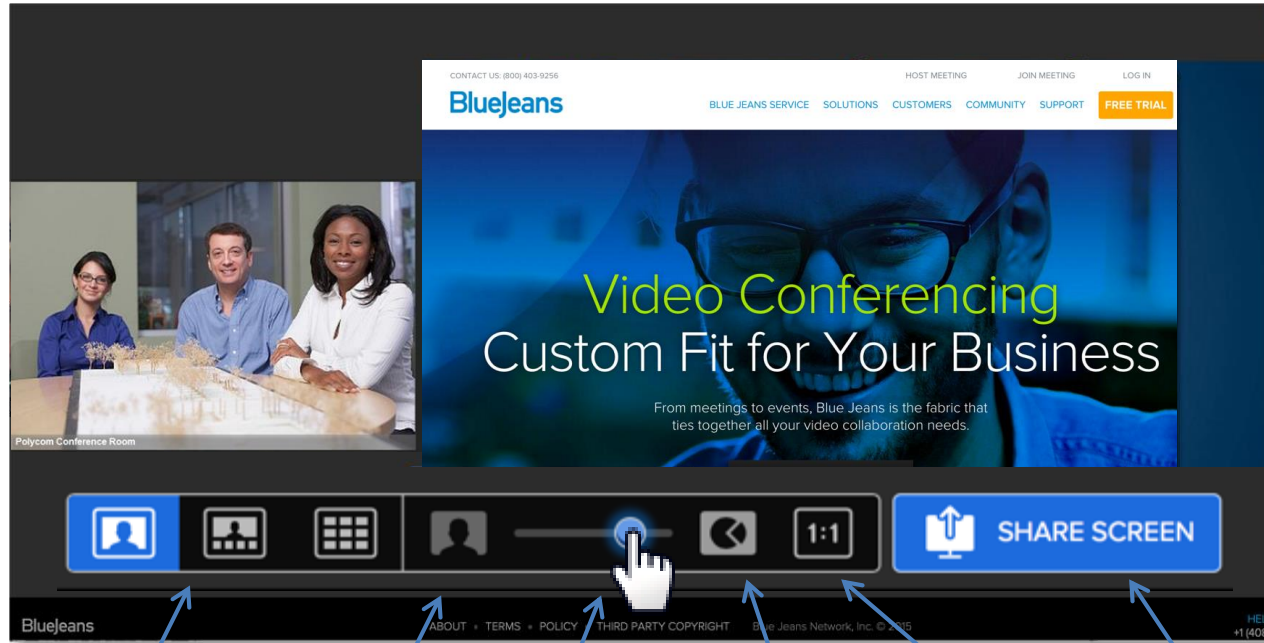 CONTACT US: (800) 403-9256
HOST MEETING JOIN MEETING LOG IN
BlueJeans
BLUE JEANS SERVICE SOLUTIONS CUSTOMERS COMMUNITY SUPPORT FREE TRIAL
Video Conferencing
Custom Fit for Your Business
From meetings to events, Blue Jeans is the fabric that
ties together all your video collaboration needs.
Polycom Conference Room
1:1
SHARE SCREEN
BlueJeans
ABOUT • TERMS • POLICY • THIRD PARTY COPYRIGHT Blue Jeans Network, Inc. © 2015
+1 (40